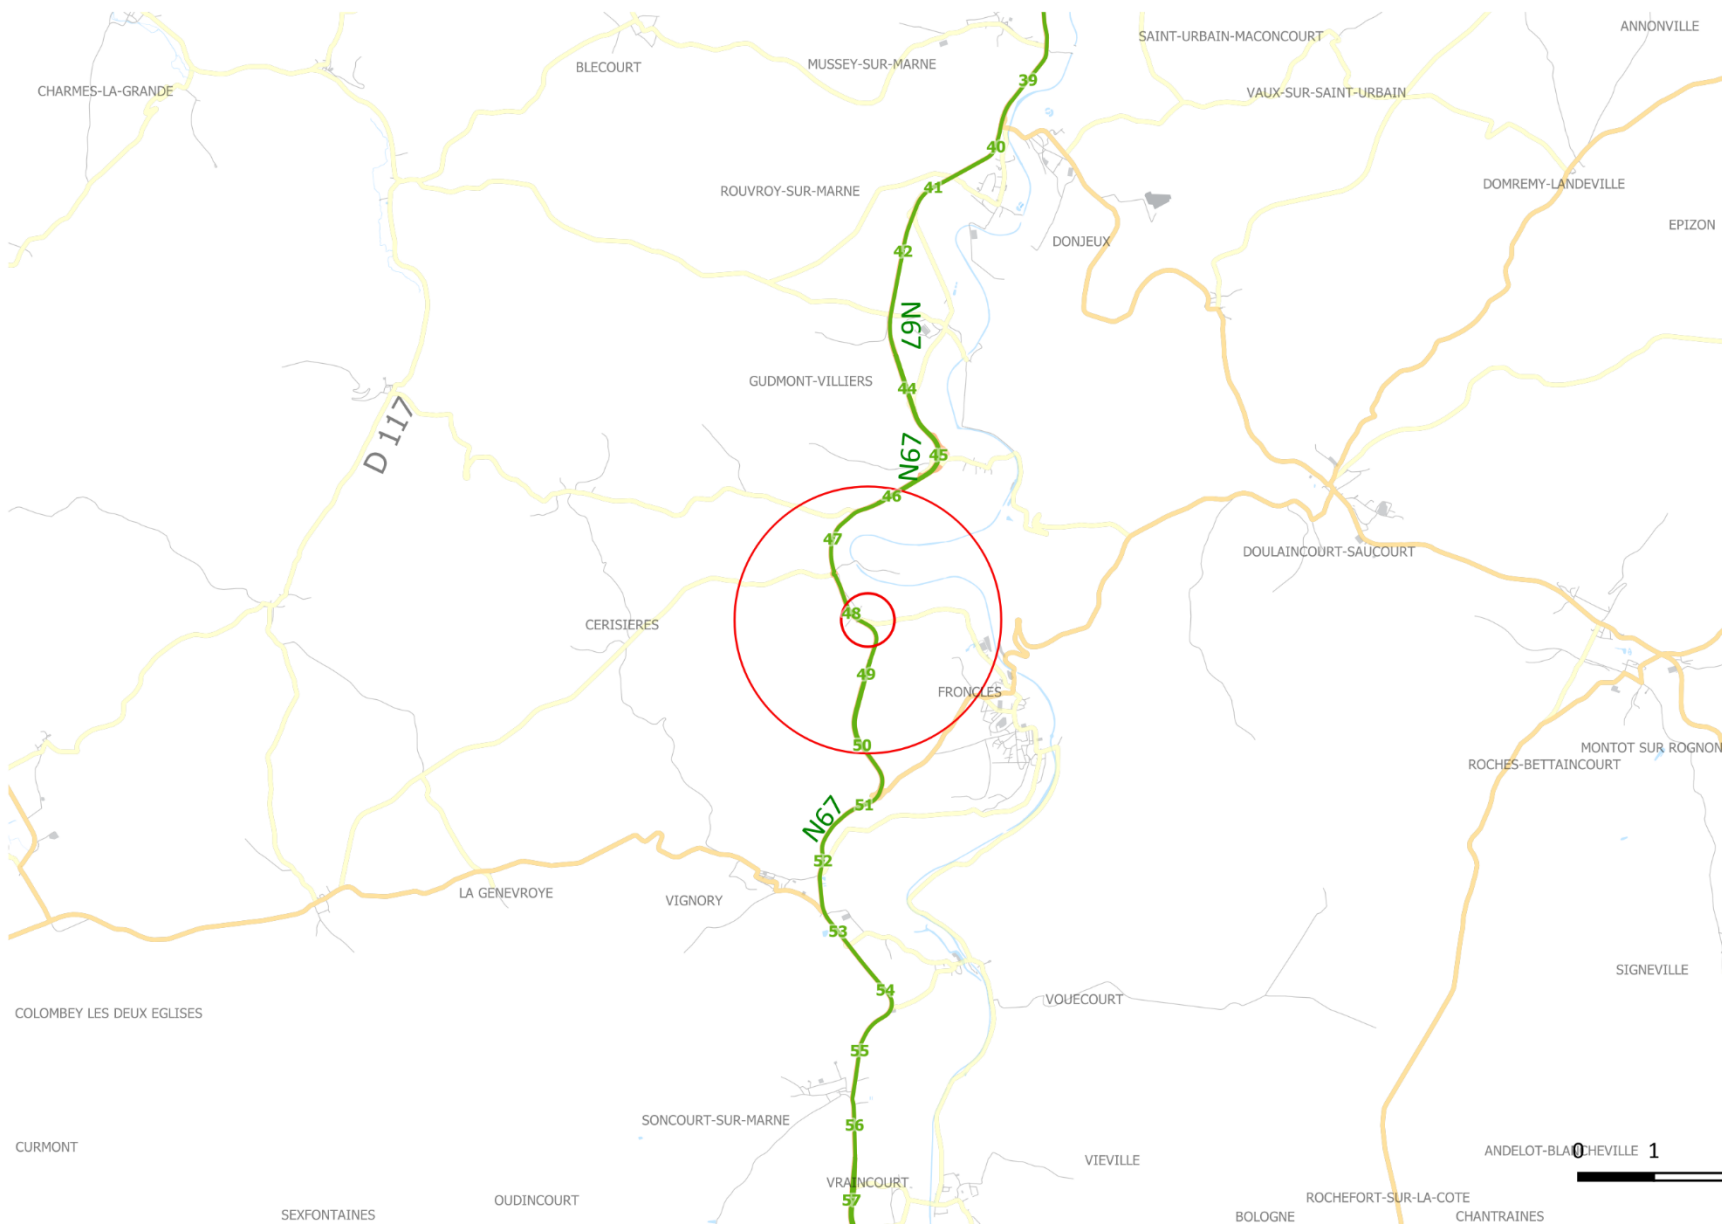 ANNONVILLE
SAINT-URBAIN-MACONCOURT
MUSSEY-SUR-MARNE
BLECOURT
39
CHARMES-LA-GRANDE
VAUX-SUR-SAINT-URBAIN
40
41
ROUVROY-SUR-MARNE
DOMREMY-LANDEVILLE
EPIZON
DONJEUX
42
N67
GUDMONT-VILLIERS
44
D 117
N67
45
46
47
DOULAINCOURT-SAUCOURT
48
CERISIERES
49
FRONCLES
50
MONTOT SUR ROGNON
ROCHES-BETTAINCOURT
51
N67
52
LA GENEVROYE
VIGNORY
53
SIGNEVILLE
54
VOUECOURT
COLOMBEY LES DEUX EGLISES
55
SONCOURT-SUR-MARNE
56
CURMONT
ANDELOT-BLANCHEVILLE
0 1
VIEVILLE
VRAINCOURT
OUDINCOURT
57
ROCHEFORT-SUR-LA-COTE
SEXFONTAINES
BOLOGNE
CHANTRAINES